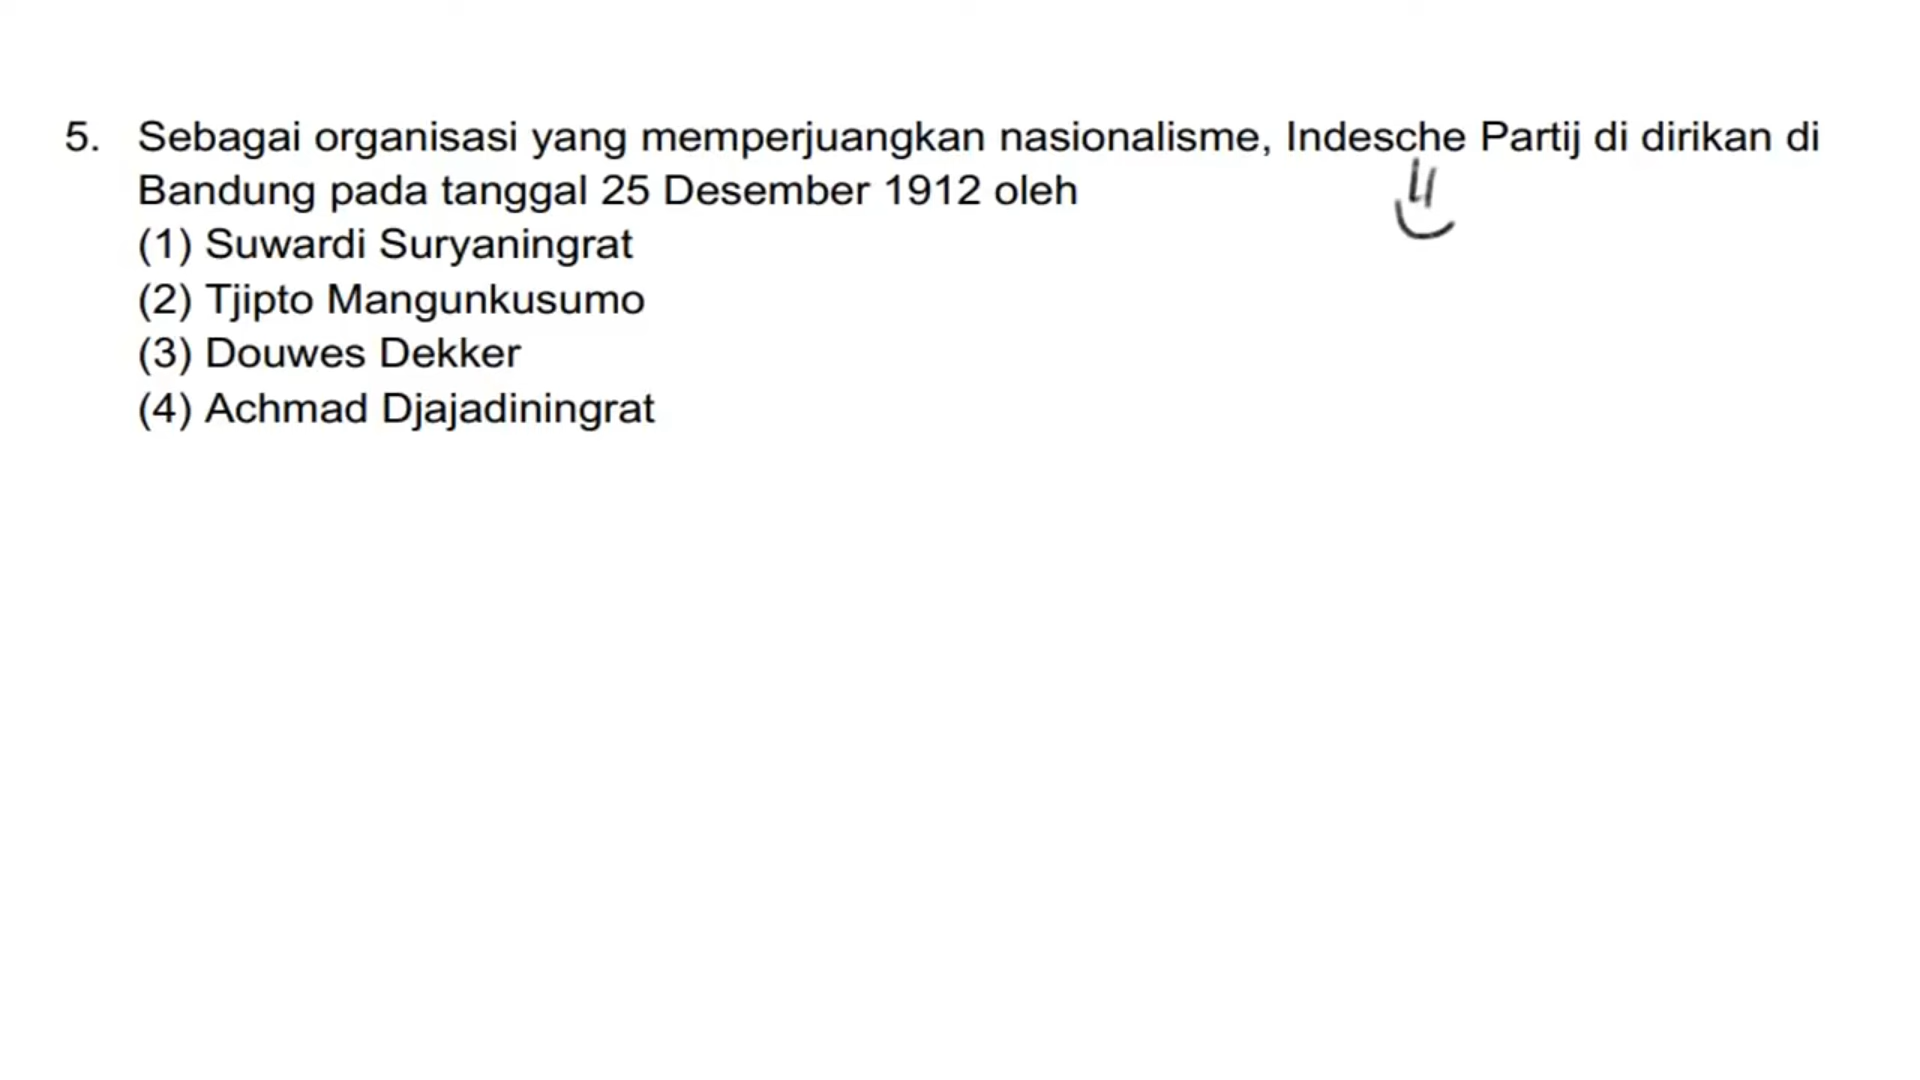 5. Sebagai organisasi yang memperjuangkan nasionalisme, Indesche Partij di dirikan di
Bandung pada tanggal 25 Desember 1912 oleh
(1) Suwardi Suryaningrat
(2) Tjipto Mangunkusumo
(3) Douwes Dekker
(4) Achmad Djajadiningrat